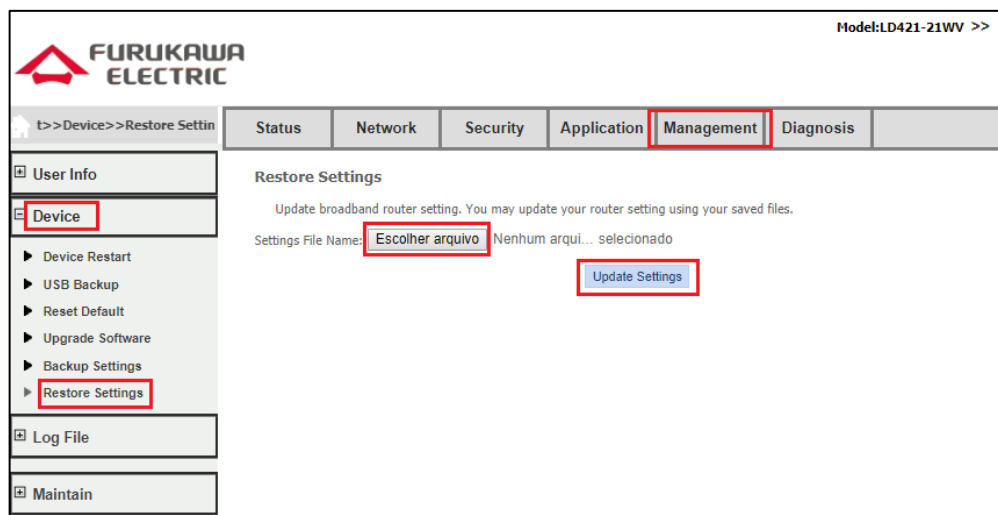 Model:LD421-21WV >>
FURUKAWA
ELECTRIC
t>>Device>>Restore Settin
Status Network Security Application Management Diagnosis
User Info
Device
Device Restart
USB Backup
Reset Default
Upgrade Software
Backup Settings
Restore Settings
Log File
Maintain
Restore Settings
Update broadband router setting. You may update your router setting using your saved files.
Settings File Name: Escolher arquivo Nenhum arqui... selecionado
Update Settings